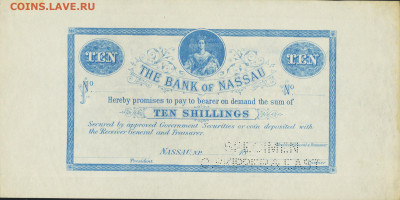 COINS.LAVE.RU
TEN TEN
THE BANK OF NASSAU
No No
Hereby promises to pay to bearer on demand the sum of
TEN SHILLINGS
Secured by approved Government Securities or coin deposited with
the Receiver General and Treasurer.
NASSAU, N.P.
SPECIMEN
President